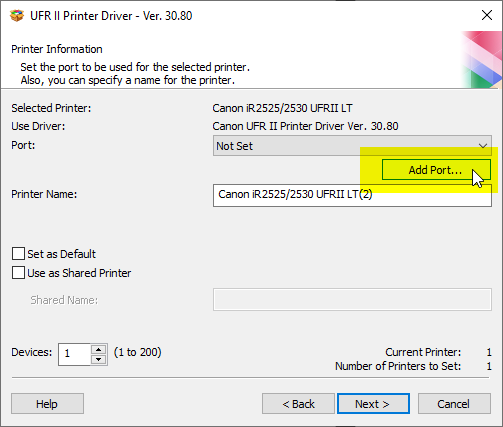 UFR II Printer Driver - Ver. 30.80
Printer Information
Set the port to be used for the selected printer.
Also, you can specify a name for the printer.
Selected Printer: Canon iR2525/2530 UFRII LT
Use Driver: Canon UFR II Printer Driver Ver. 30.80
Port: Not Set
Add Port...
Printer Name: Canon iR2525/2530 UFRII LT(2)
Set as Default
Use as Shared Printer
Shared Name:
Devices: 1 (1 to 200) Current Printer: 1
Number of Printers to Set: 1
Help < Back Next > Cancel